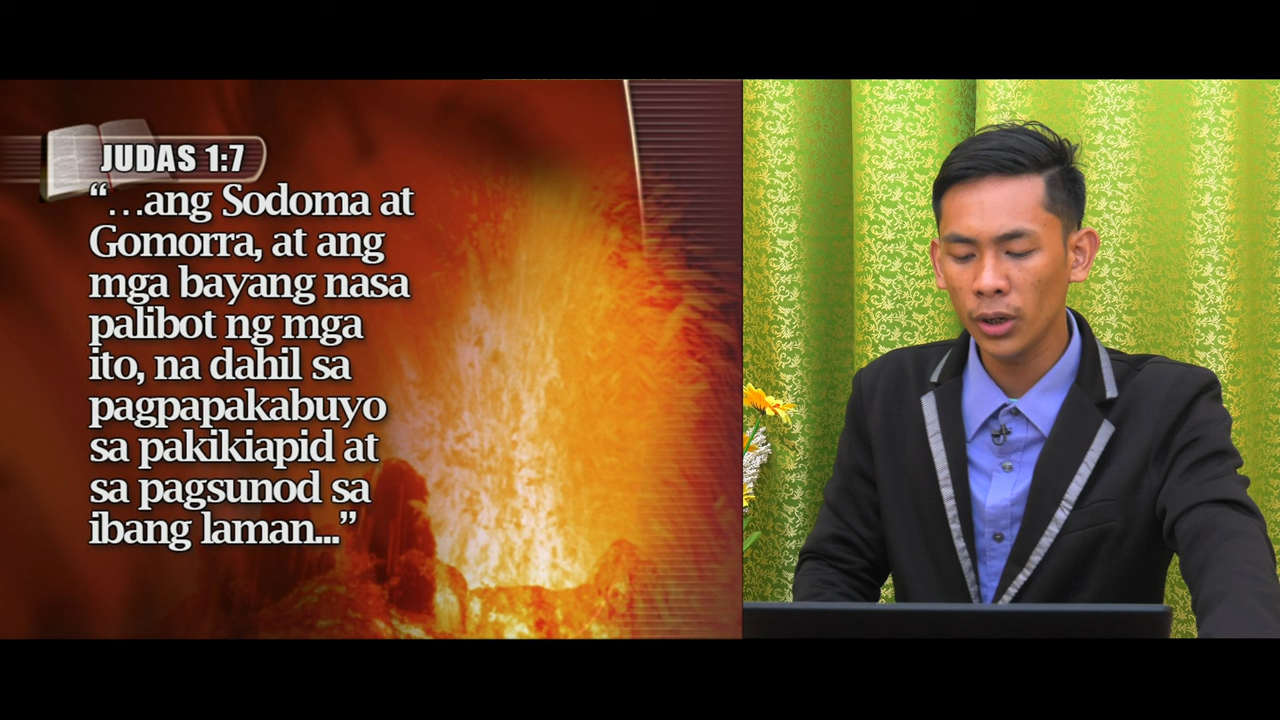 JUDAS 1:7
“…ang Sodoma at
Gomorra, at ang
mga bayang nasa
palibot ng mga
ito, na dahil sa
pagpapakabuyo
sa pakikiapid at
sa pagsunod sa
ibang laman...”